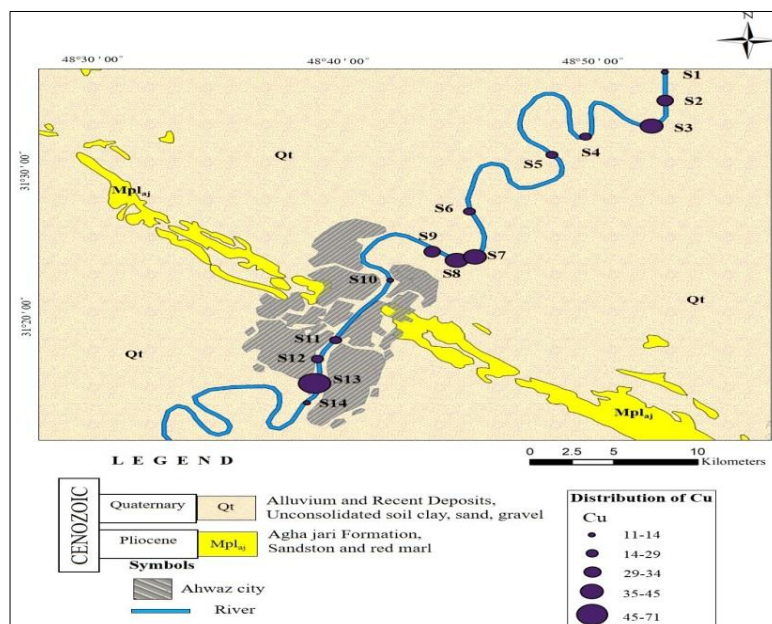 Z
48°30'00"
48°40'00"
48°50'00"
31°30'00"
31°20'00"
S1
S2
S3
S4
S5
S6
S7
S8
S9
S10
S11
S12
S13
S14
Qt
Qt
Qt
Mplaj
Mplaj
LEGEND
0 2.5 5 10
Kilometers
CENOZOIC
Quaternary Qt Alluvium and Recent Deposits,
Unconsolidated soil clay, sand, gravel
Pliocene Mplaj Agha jari Formation,
Sandston and red marl
Symbols
Ahwaz city
River
Distribution of Cu
Cu
11-14
14-29
29-34
35-45
45-71